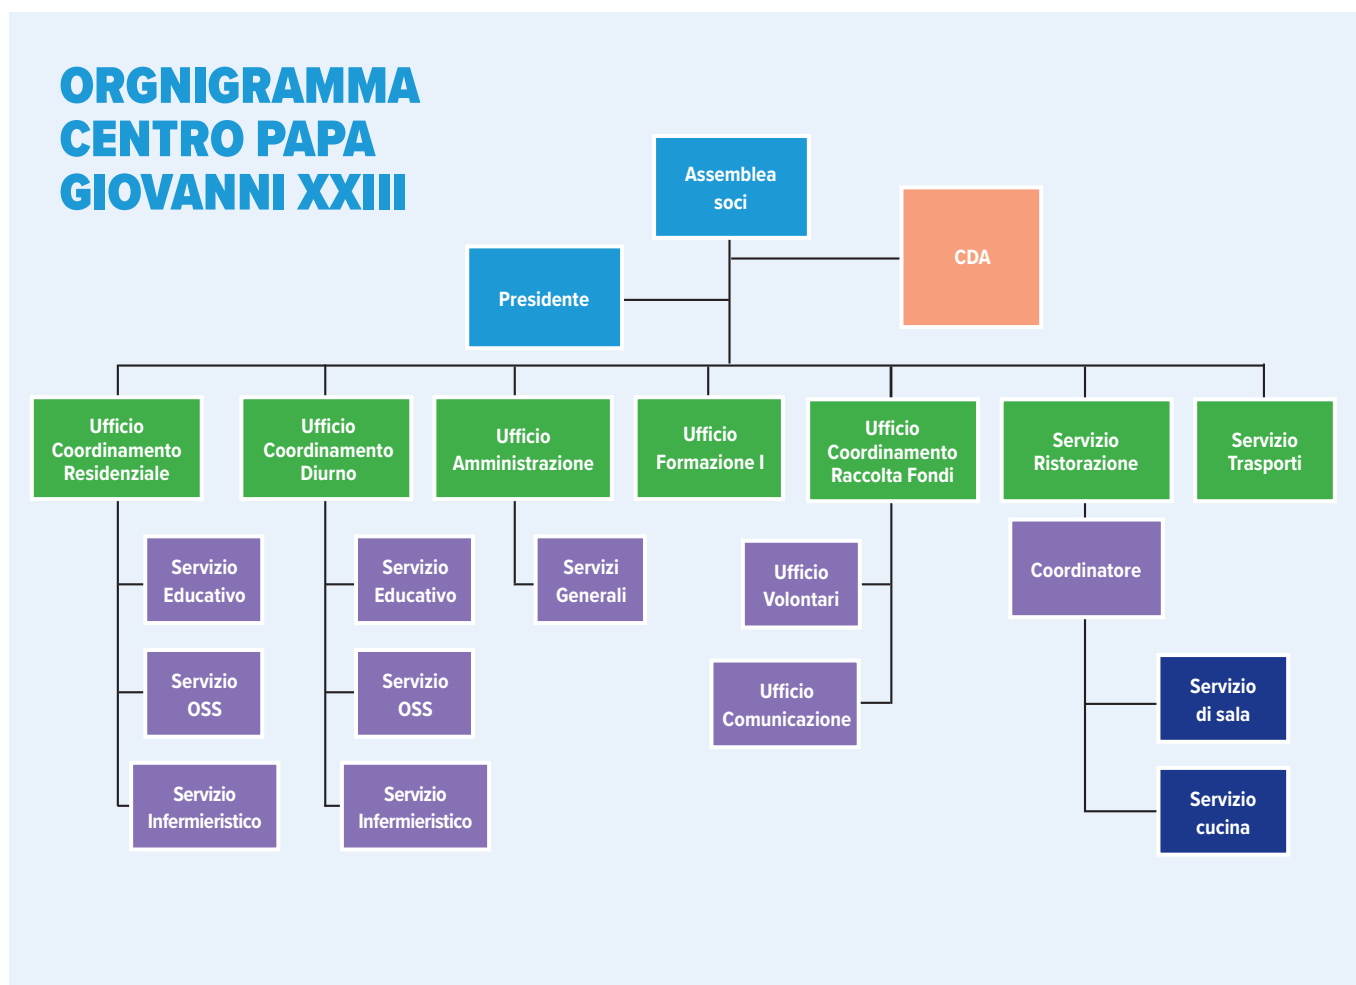 ORGNIGRAMMA
CENTRO PAPA
GIOVANNI XXIII
Assemblea
soci
CDA
Presidente
Ufficio
Coordinamento
Residenziale
Ufficio
Coordinamento
Diurno
Ufficio
Amministrazione
Ufficio
Formazione I
Ufficio
Coordinamento
Raccolta Fondi
Servizio
Ristorazione
Servizio
Trasporti
Servizio
Educativo
Servizio
Educativo
Servizi
Generali
Ufficio
Volontari
Coordinatore
Servizio
OSS
Servizio
OSS
Ufficio
Comunicazione
Servizio
di sala
Servizio
Infermieristico
Servizio
Infermieristico
Servizio
cucina